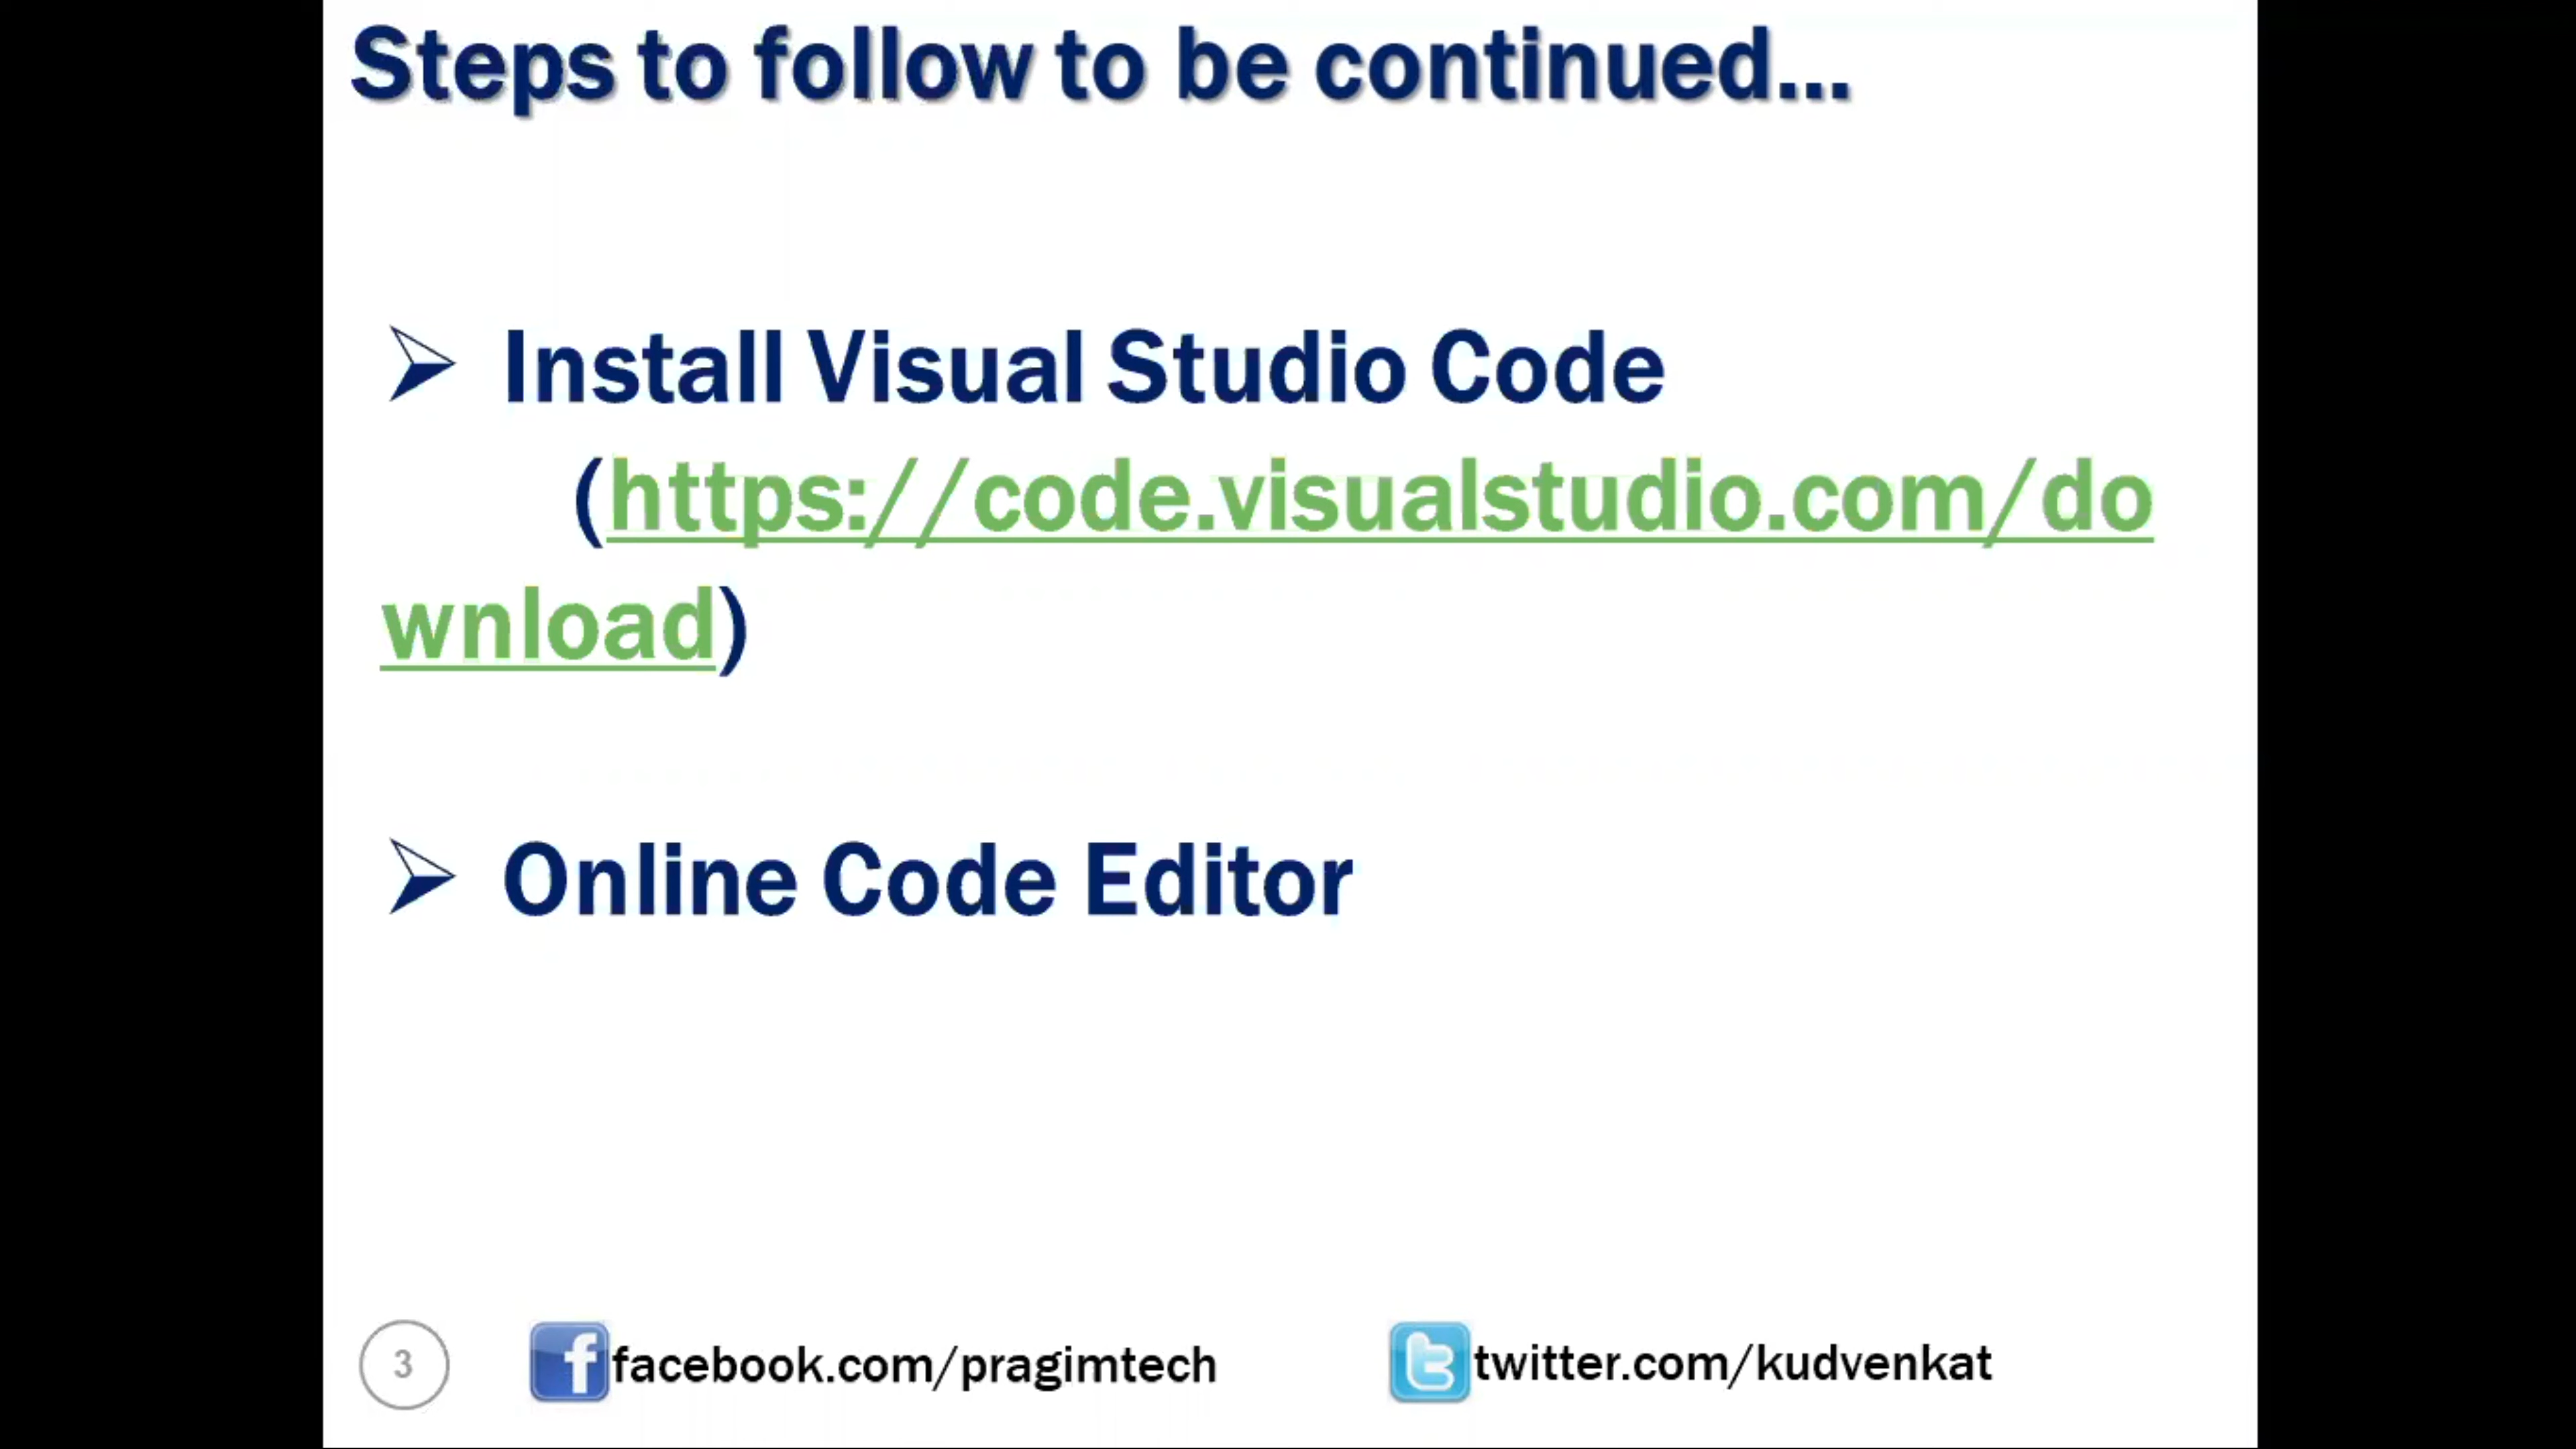 Steps to follow to be continued...
Install Visual Studio Code
(https://code.visualstudio.com/do
wnload)
Online Code Editor
3 facebook.com/pragimtech twitter.com/kudvenkat